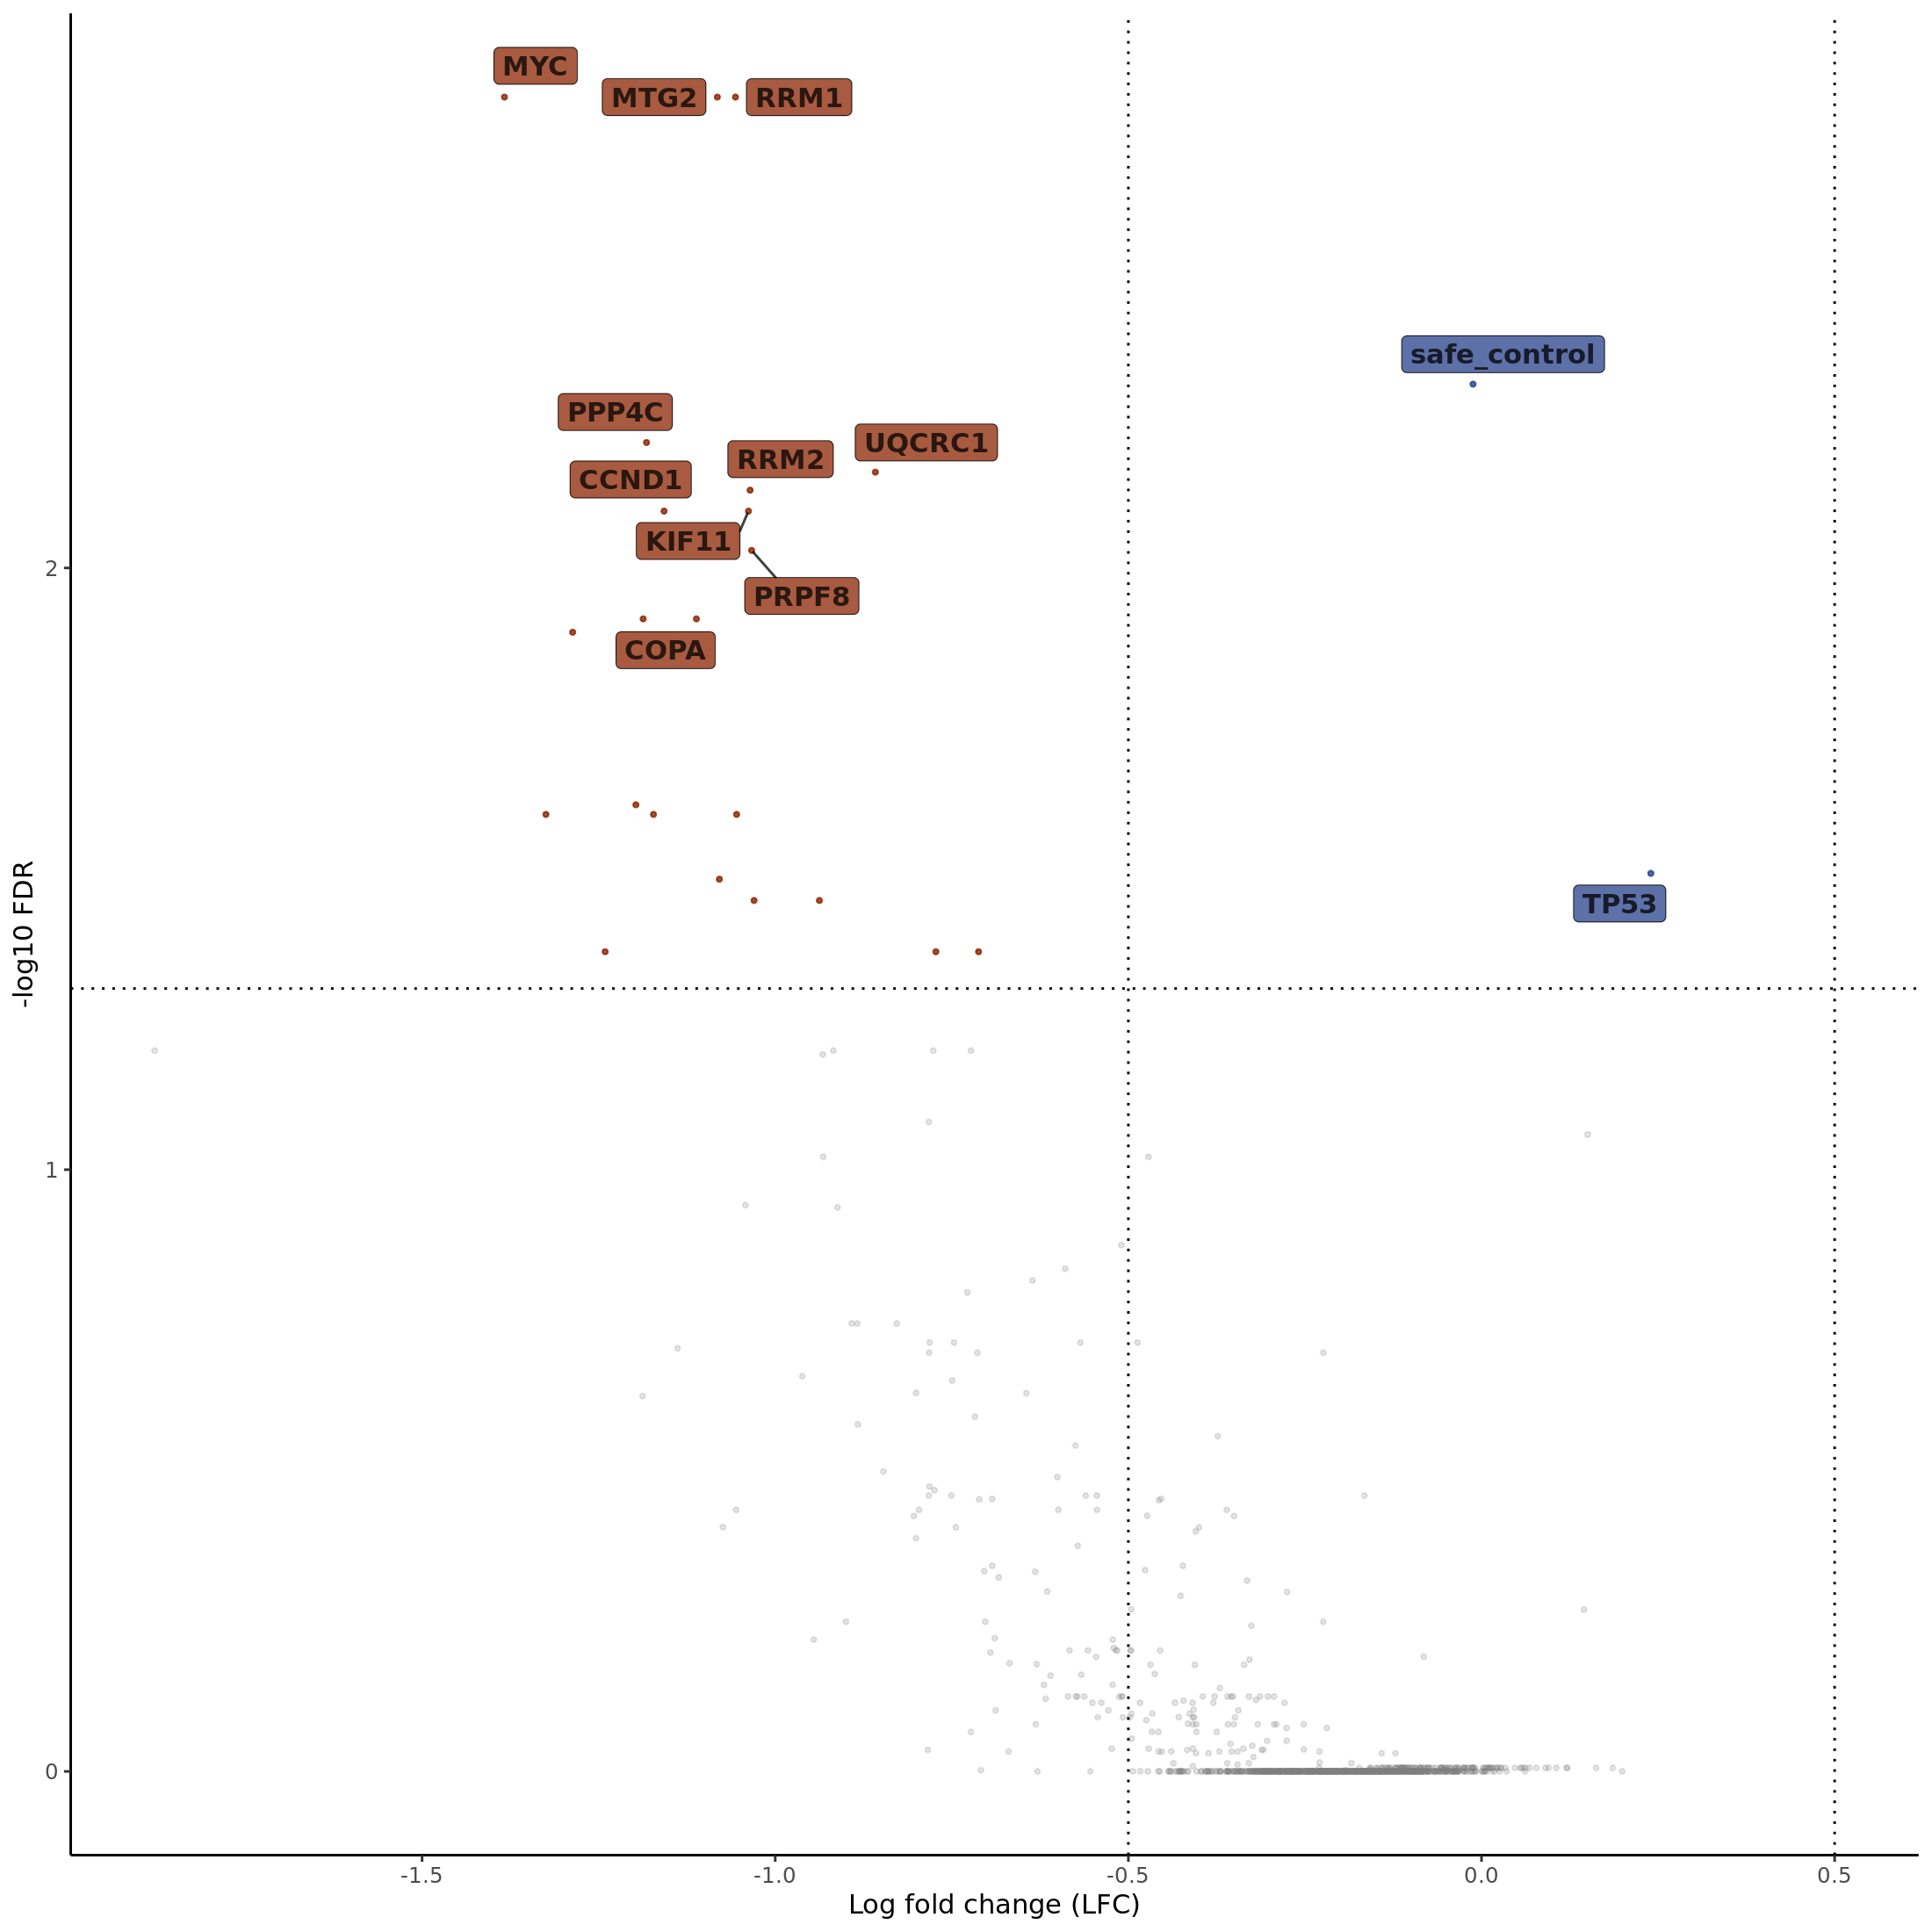 MYC
MTG2
RRM1
safe_control
PPP4C
UQCRC1
RRM2
CCND1
KIF11
PRPF8
COPA
TP53
-log10 FDR
2
1
0
-1.5
-1.0
-0.5
0.0
0.5
Log fold change (LFC)